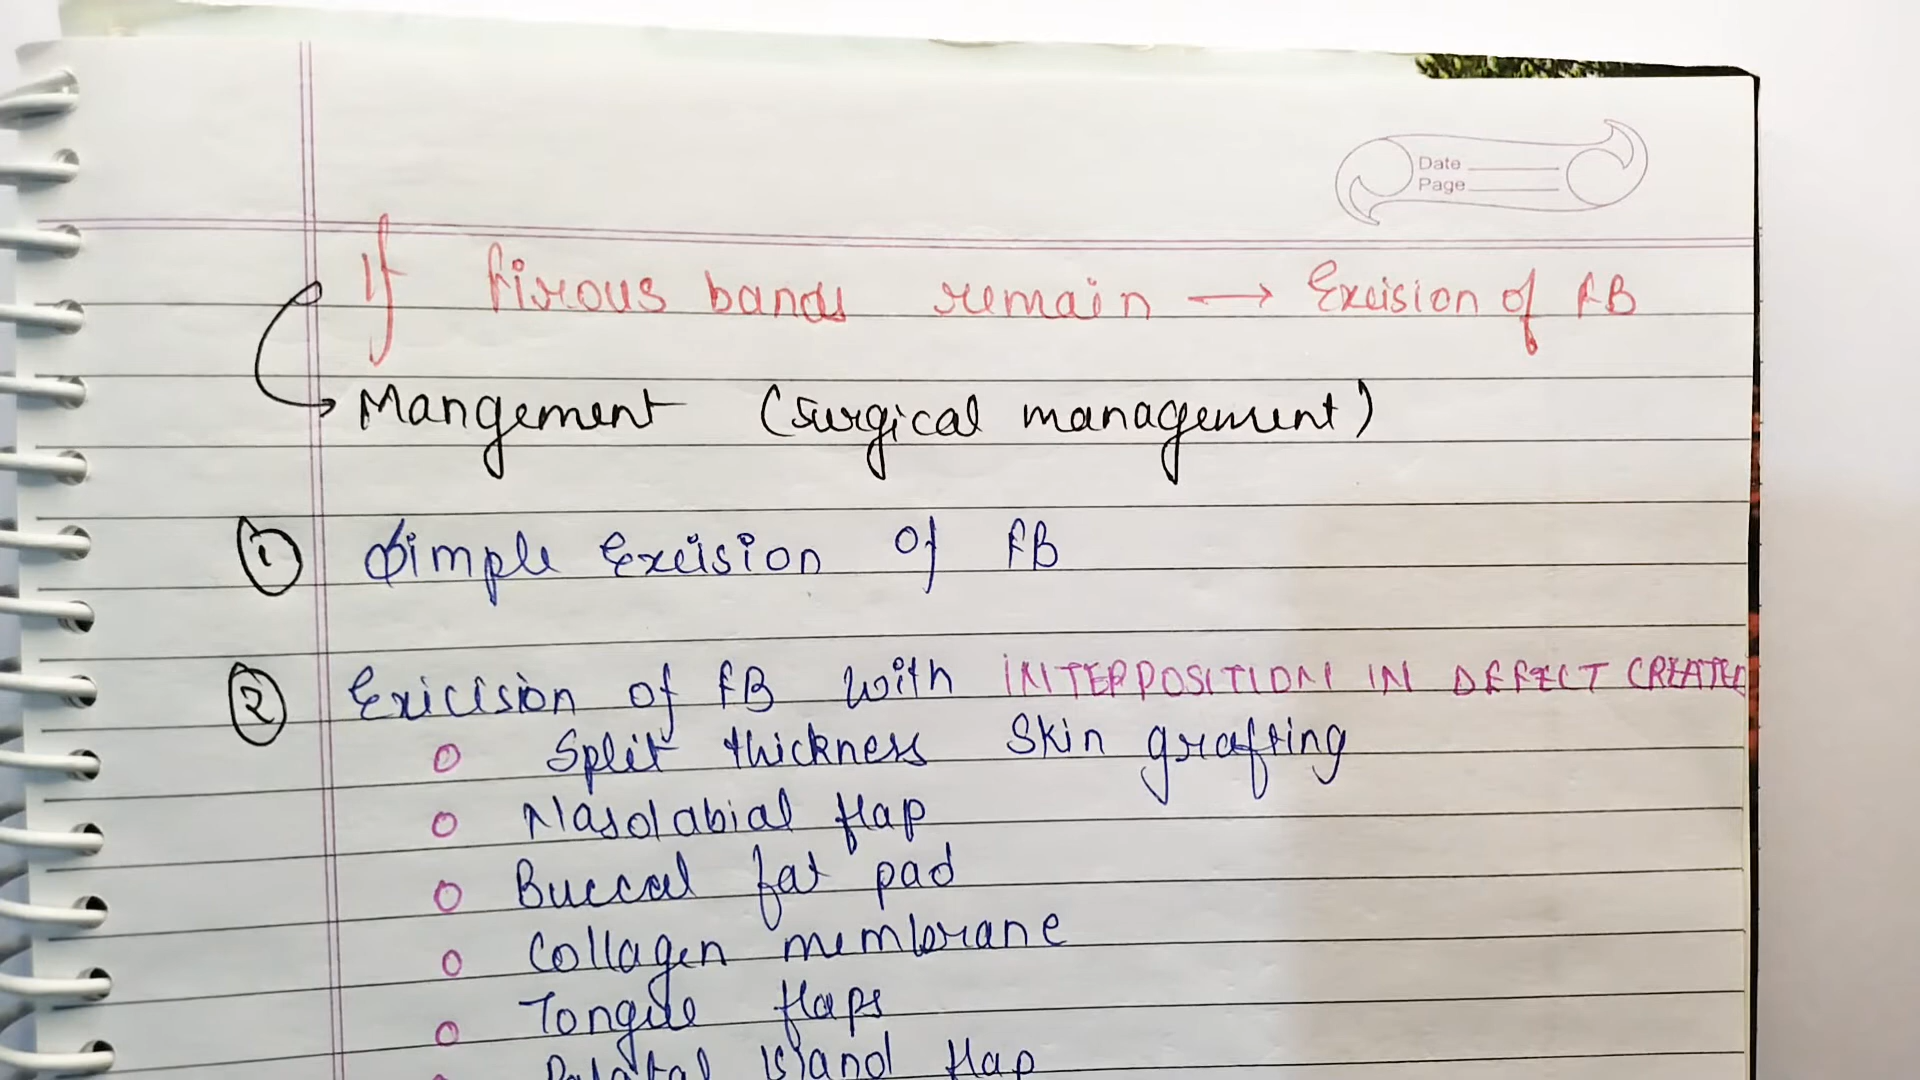 Date
Page
If firous bands remain → Excision of FB
Mangement (surgical management)
1 Simple Excision of FB
2 Exicision of FB with INTERPOSITION IN DEFECT CREATED
Split thickness skin grafting
Nasolabial flap
Buccal fat pad
Collagen membrane
Tongue flaps
Palatal island flap